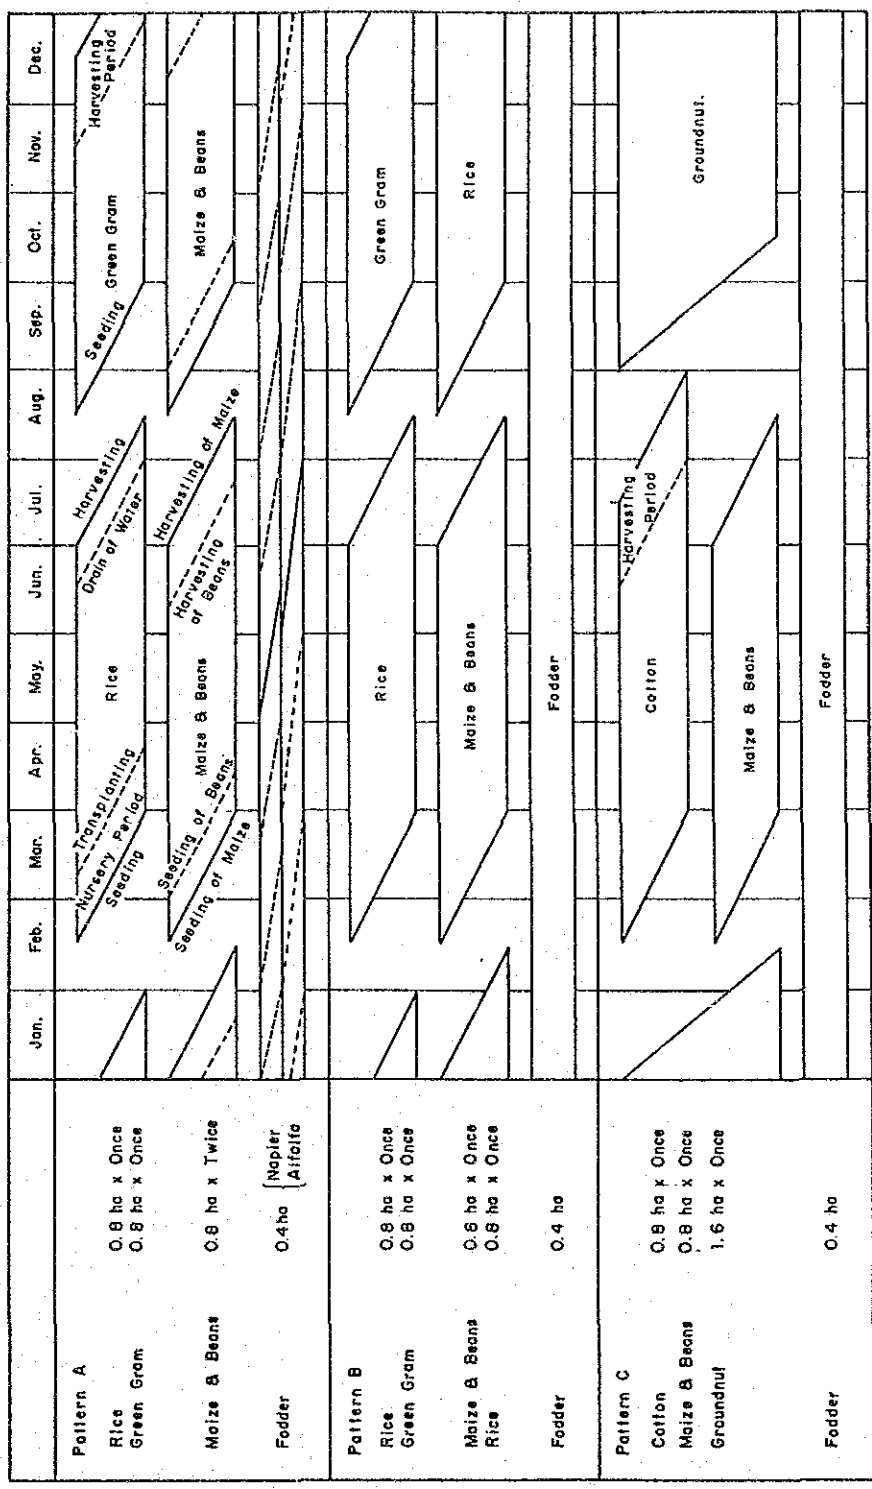 Jan. Feb. Mar. Apr. May. Jun. Jul. Aug. Sep. Oct. Nov. Dec.
Pattern A
Rice 0.8 ha x Once
Green Gram 0.8 ha x Once
Nursery Period
Seeding
Transplanting
Rice
Drain of Water
Harvesting
Seeding
Green Gram
Harvesting
Period
Maize & Beans 0.8 ha x Twice
Seeding of Maize
Seeding of Beans
Maize & Beans
Harvesting
of Beans
Harvesting of Maize
Maize & Beans
Fodder 0.4 ha { Napier
Alfalfa
Pattern B
Rice 0.8 ha x Once
Green Gram 0.8 ha x Once
Rice
Green Gram
Maize & Beans 0.8 ha x Once
Rice 0.8 ha x Once
Maize & Beans
Rice
Fodder 0.4 ha
Fodder
Pattern C
Cotton 0.8 ha x Once
Maize & Beans 0.8 ha x Once
Groundnut 1.6 ha x Once
Cotton
Harvesting
Period
Maize & Beans
Groundnut.
Fodder 0.4 ha
Fodder